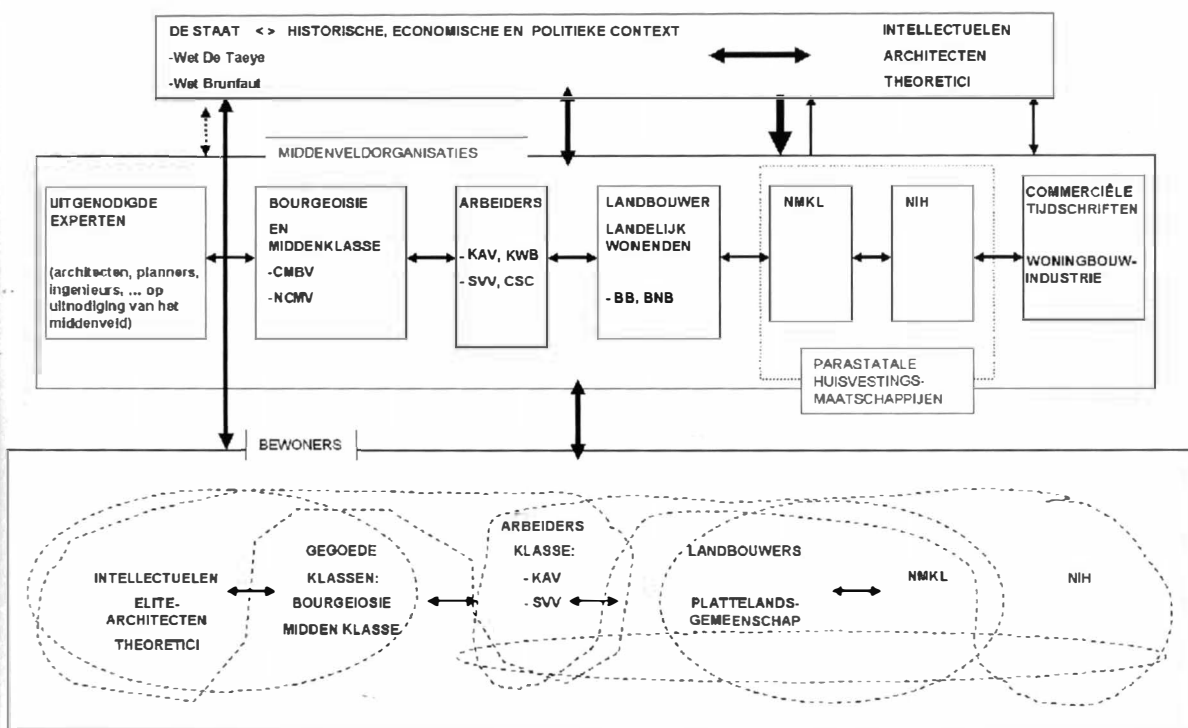 DE STAAT <> HISTORISCHE, ECONOMISCHE EN POLITIEKE CONTEXT
-Wet De Taeye
-Wet Brunfaut
INTELLECTUELEN
ARCHITECTEN
THEORETICI
MIDDENVELDORGANISATIES
UITGENODIGDE
EXPERTEN
(architecten, planners,
ingenieurs, ... op
uitnodiging van het
middenveld)
BOURGEOISIE
EN
MIDDENKLASSE
-CMBV
-NCMV
ARBEIDERS
- KAV, KWB
- SVV, CSC
LANDBOUWER
LANDELIJK
WONENDEN
- BB, BNB
NMKL
NIH
PARASTATALE
HUISVESTINGS-
MAATSCHAPPIJEN
COMMERCIËLE
TIJDSCHRIFTEN
WONINGBOUW-
INDUSTRIE
BEWONERS
INTELLECTUELEN
ELITE-
ARCHITECTEN
THEORETICI
GEGOEDE
KLASSEN:
BOURGEIOSIE
MIDDEN KLASSE
ARBEIDERS
KLASSE:
- KAV
- SVV
LANDBOUWERS
PLATTELANDS-
GEMEENSCHAP
NMKL
NIH